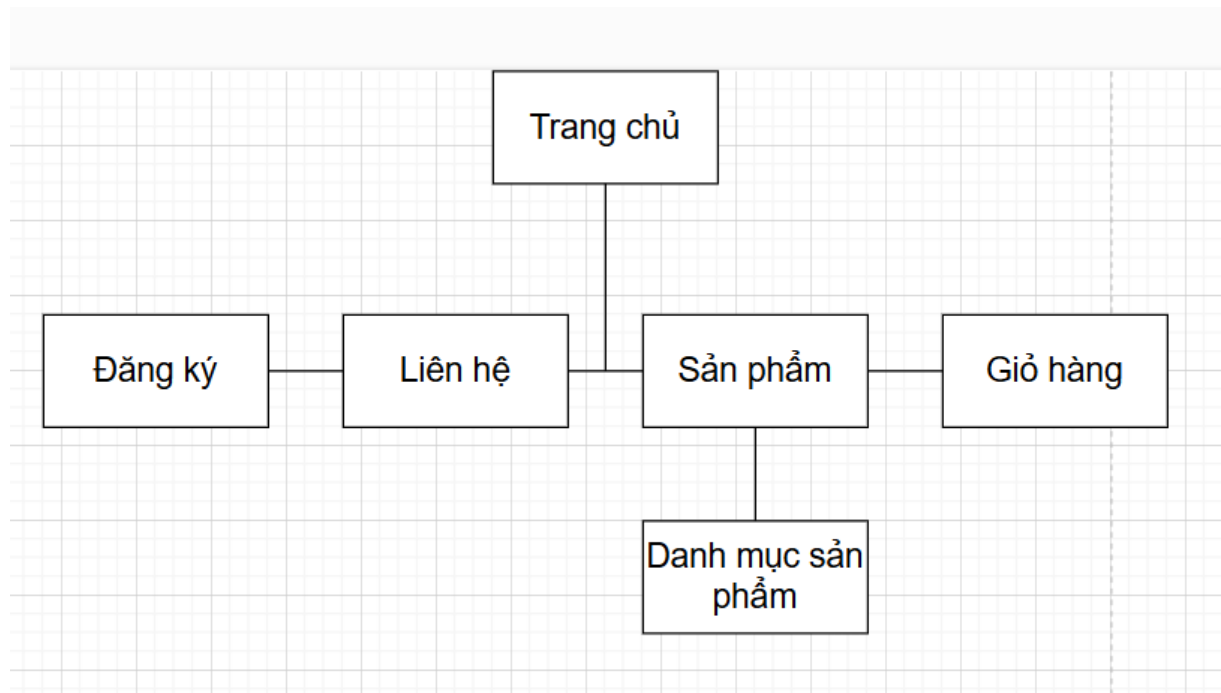 Trang chủ
Đăng ký
Liên hệ
Sản phẩm
Giỏ hàng
Danh mục sản
phẩm